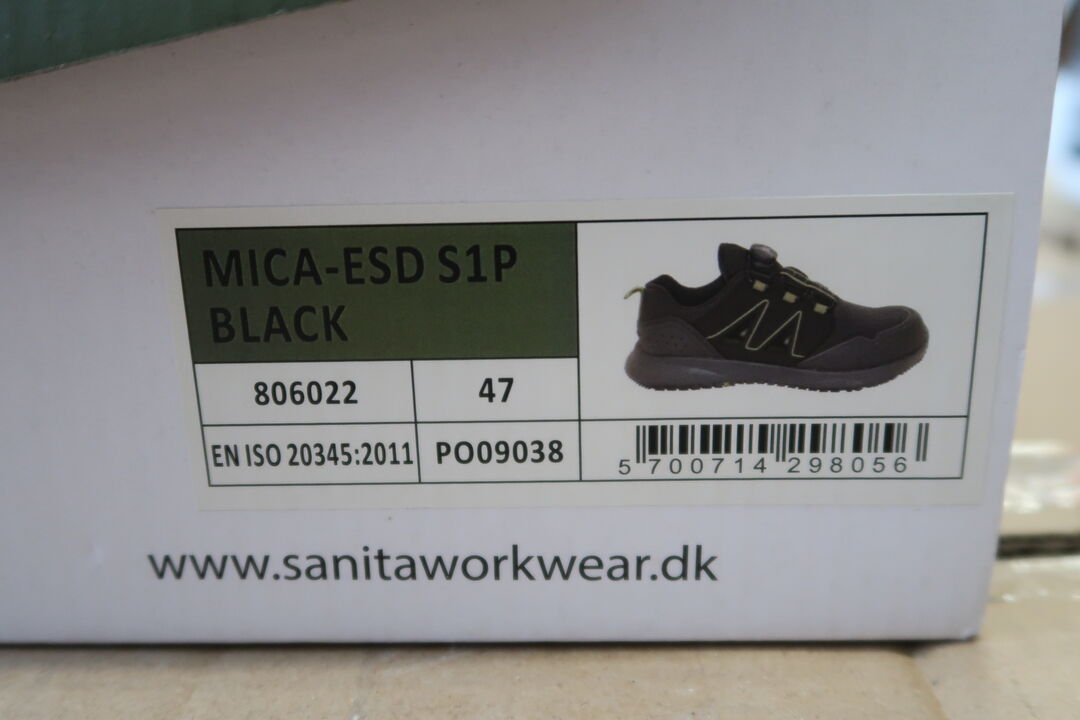 MICA-ESD S1P
BLACK
806022
47
EN ISO 20345:2011
PO09038
5 700714 298056
www.sanitaworkwear.dk